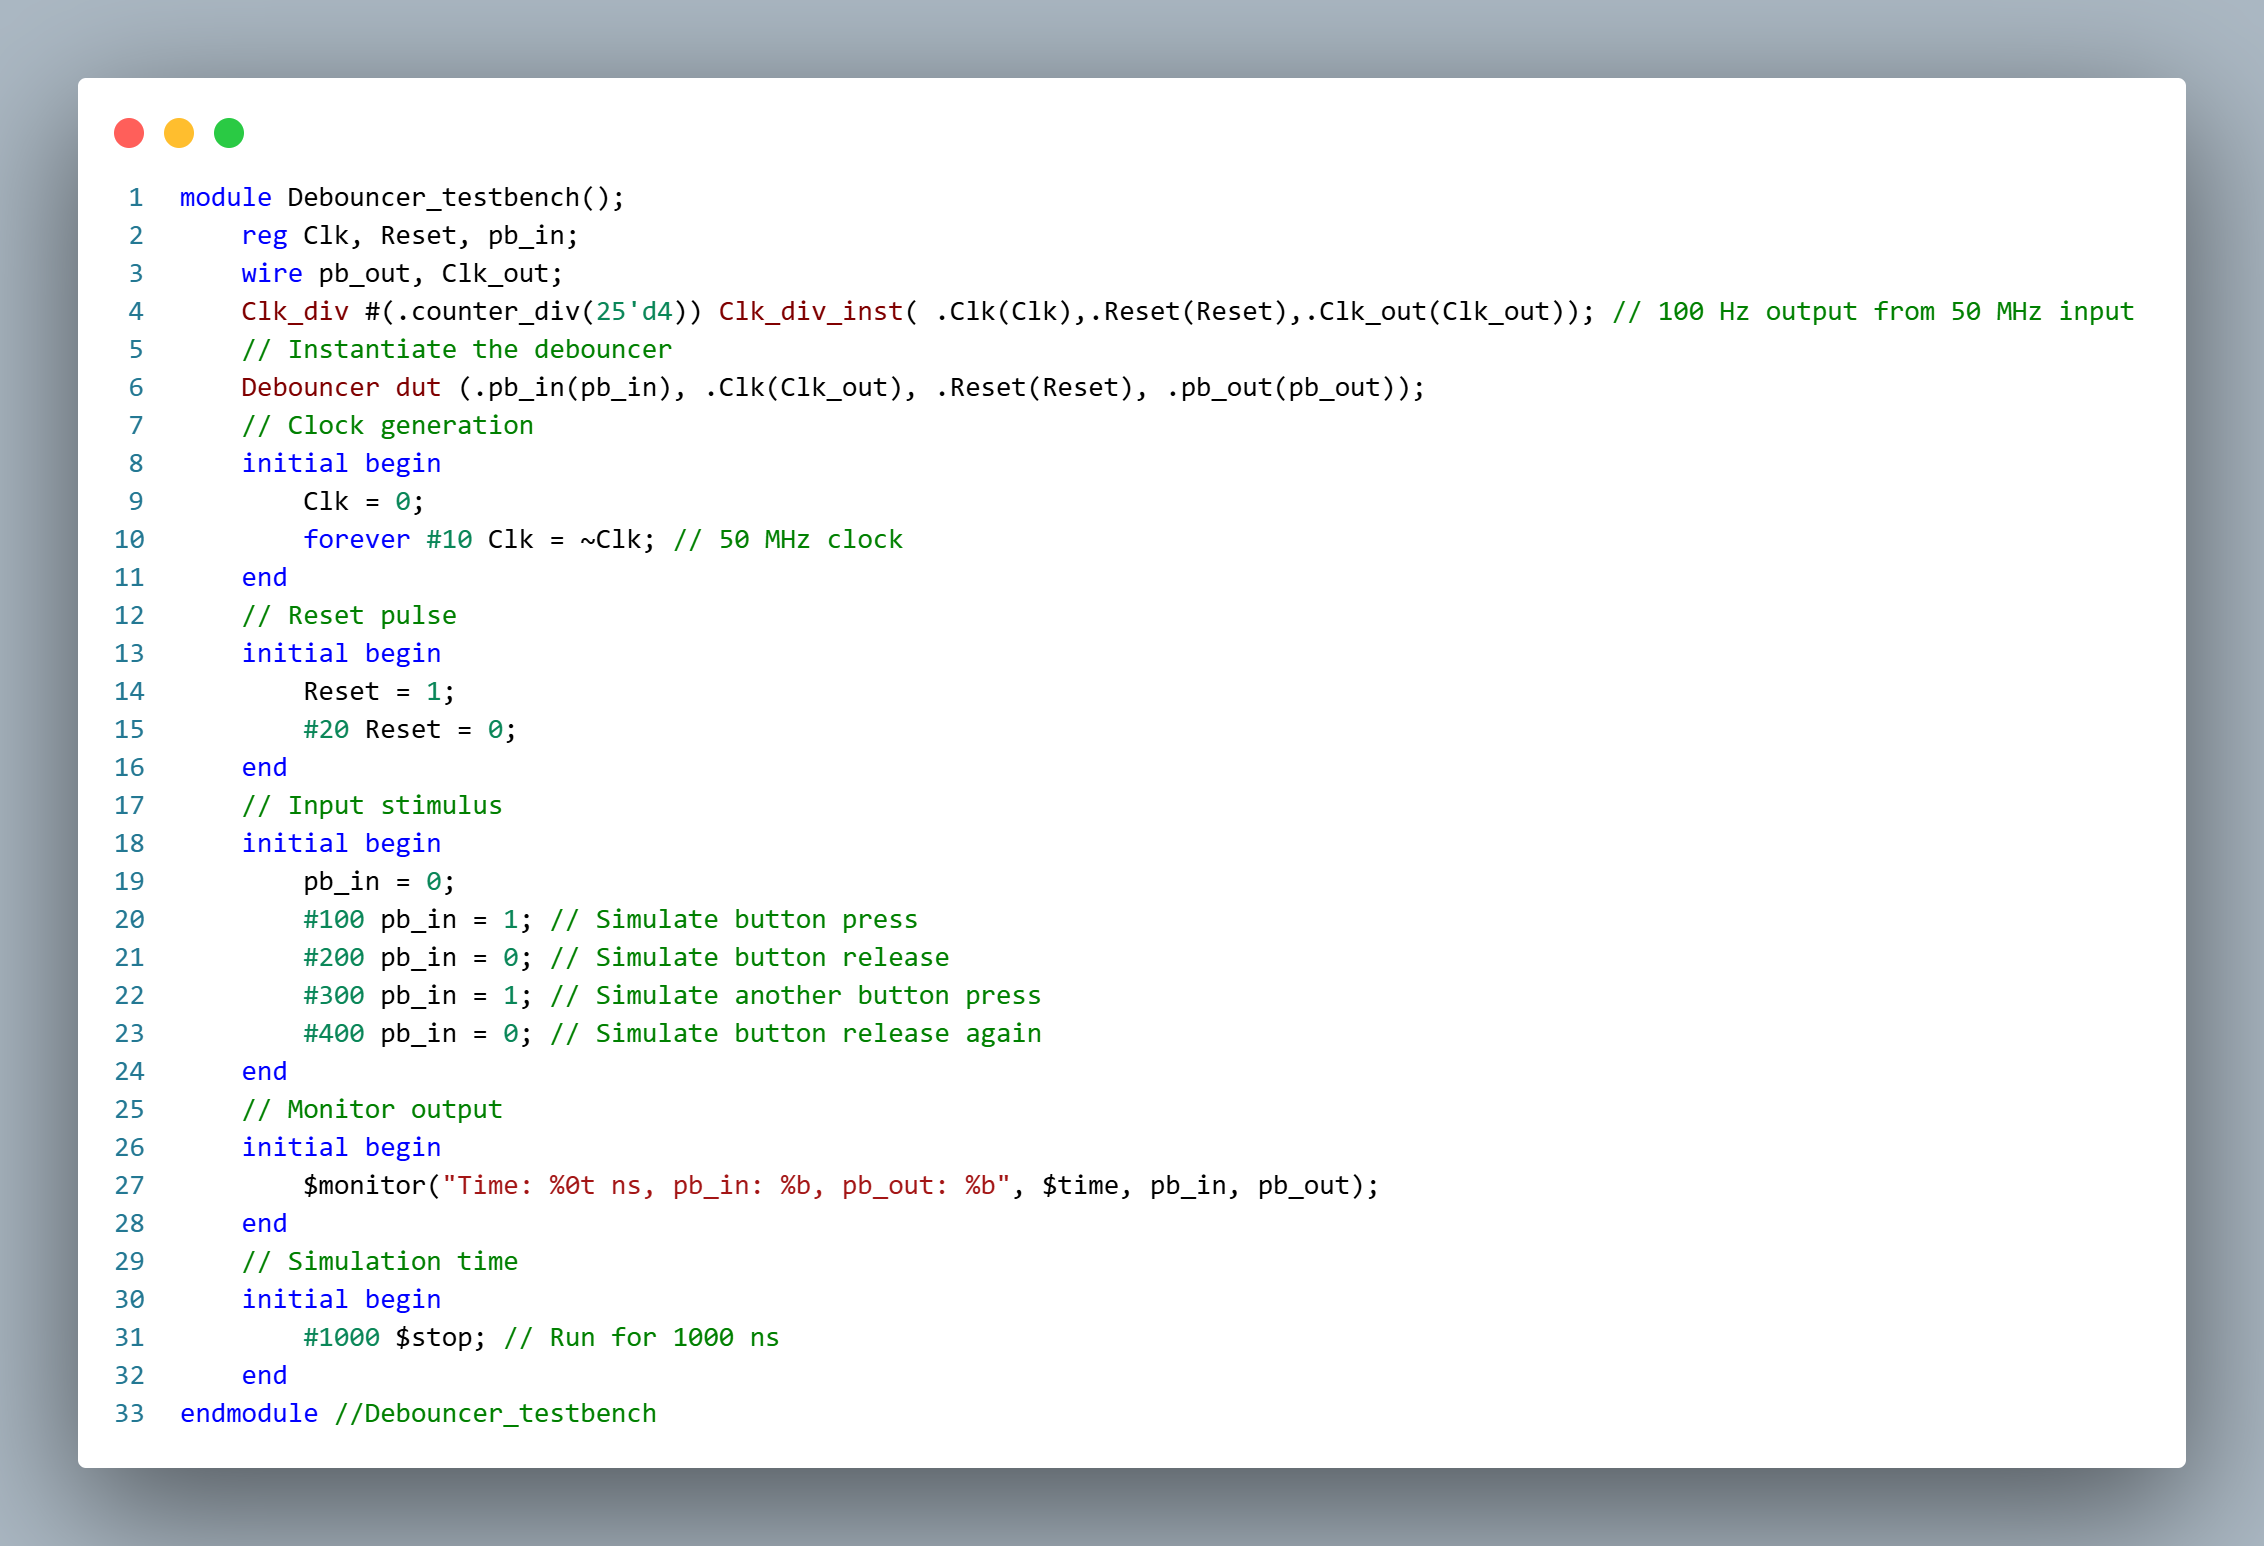 1 module Debouncer_testbench();
2     reg Clk, Reset, pb_in;
3     wire pb_out, Clk_out;
4     Clk_div #(.counter_div(25'd4)) Clk_div_inst( .Clk(Clk),.Reset(Reset),.Clk_out(Clk_out)); // 100 Hz output from 50 MHz input
5     // Instantiate the debouncer
6     Debouncer dut (.pb_in(pb_in), .Clk(Clk_out), .Reset(Reset), .pb_out(pb_out));
7     // Clock generation
8     initial begin
9         Clk = 0;
10         forever #10 Clk = ~Clk; // 50 MHz clock
11     end
12     // Reset pulse
13     initial begin
14         Reset = 1;
15         #20 Reset = 0;
16     end
17     // Input stimulus
18     initial begin
19         pb_in = 0;
20         #100 pb_in = 1; // Simulate button press
21         #200 pb_in = 0; // Simulate button release
22         #300 pb_in = 1; // Simulate another button press
23         #400 pb_in = 0; // Simulate button release again
24     end
25     // Monitor output
26     initial begin
27         $monitor("Time: %0t ns, pb_in: %b, pb_out: %b", $time, pb_in, pb_out);
28     end
29     // Simulation time
30     initial begin
31         #1000 $stop; // Run for 1000 ns
32     end
33 endmodule //Debouncer_testbench